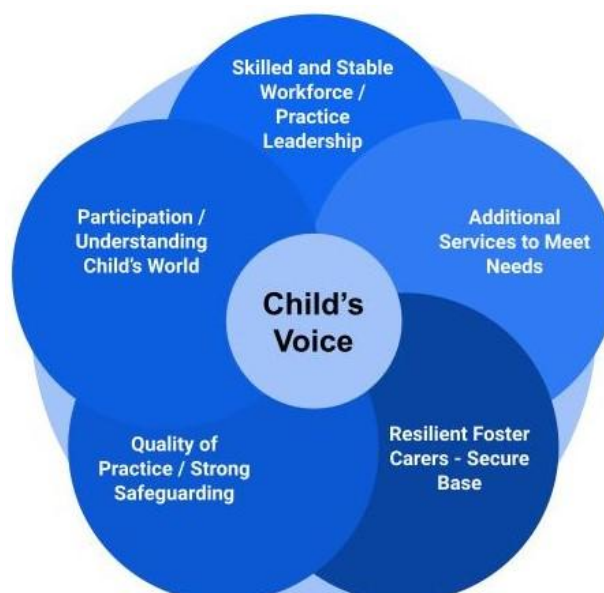 Skilled and Stable
Workforce /
Practice
Leadership
Participation /
Understanding
Child's World
Additional
Services to Meet
Needs
Child's
Voice
Quality of
Practice / Strong
Safeguarding
Resilient Foster
Carers - Secure
Base